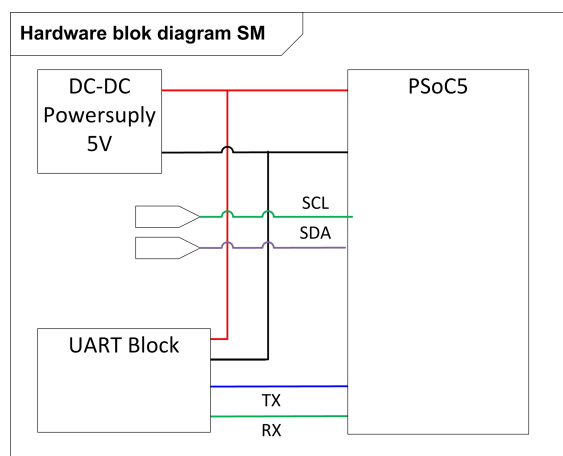 Hardware blok diagram SM
DC-DC
Powersuply
5V
PSoC5
SCL
SDA
UART Block
TX
RX